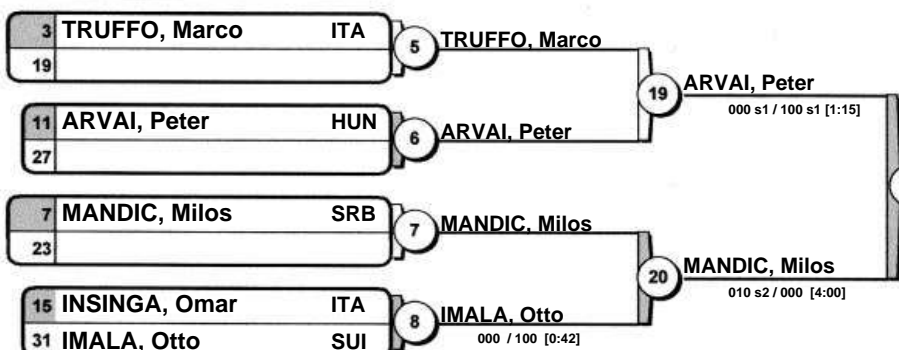 3 TRUFFO, Marco ITA
19
5
TRUFFO, Marco
11 ARVAI, Peter HUN
27
6
ARVAI, Peter
19
ARVAI, Peter
000 s1 / 100 s1 [1:15]
7 MANDIC, Milos SRB
23
7
MANDIC, Milos
15 INSINGA, Omar ITA
31 IMALA, Otto SUI
8
IMALA, Otto
000 / 100 [0:42]
20
MANDIC, Milos
010 s2 / 000 [4:00]